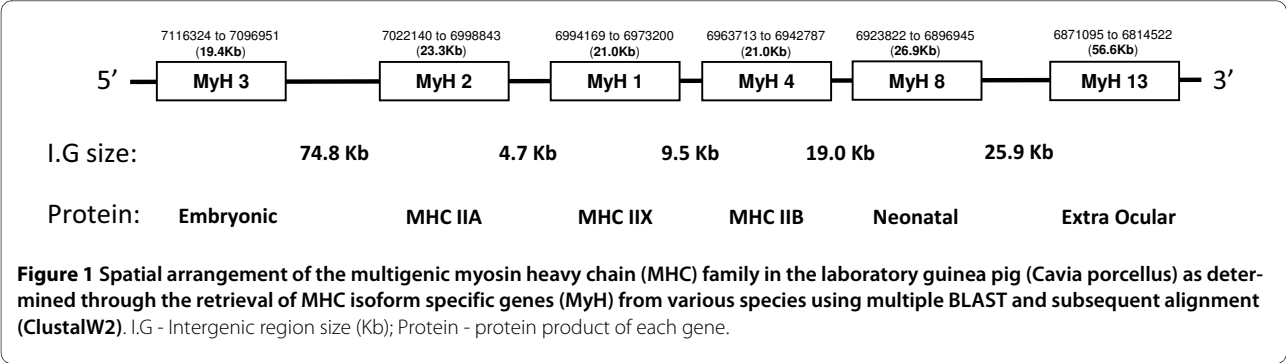 7116324 to 7096951 7022140 to 6998843 6994169 to 6973200 6963713 to 6942787 6923822 to 6896945 6871095 to 6814522
(19.4Kb) (23.3Kb) (21.0Kb) (21.0Kb) (26.9Kb) (56.6Kb)
5’ MyH 3 MyH 2 MyH 1 MyH 4 MyH 8 MyH 13 3’
I.G size: 74.8 Kb 4.7 Kb 9.5 Kb 19.0 Kb 25.9 Kb
Protein: Embryonic MHC IIA MHC IIX MHC IIB Neonatal Extra Ocular
Figure 1 Spatial arrangement of the multigenic myosin heavy chain (MHC) family in the laboratory guinea pig (Cavia porcellus) as deter-
mined through the retrieval of MHC isoform specific genes (MyH) from various species using multiple BLAST and subsequent alignment
(ClustalW2). I.G - Intergenic region size (Kb); Protein - protein product of each gene.